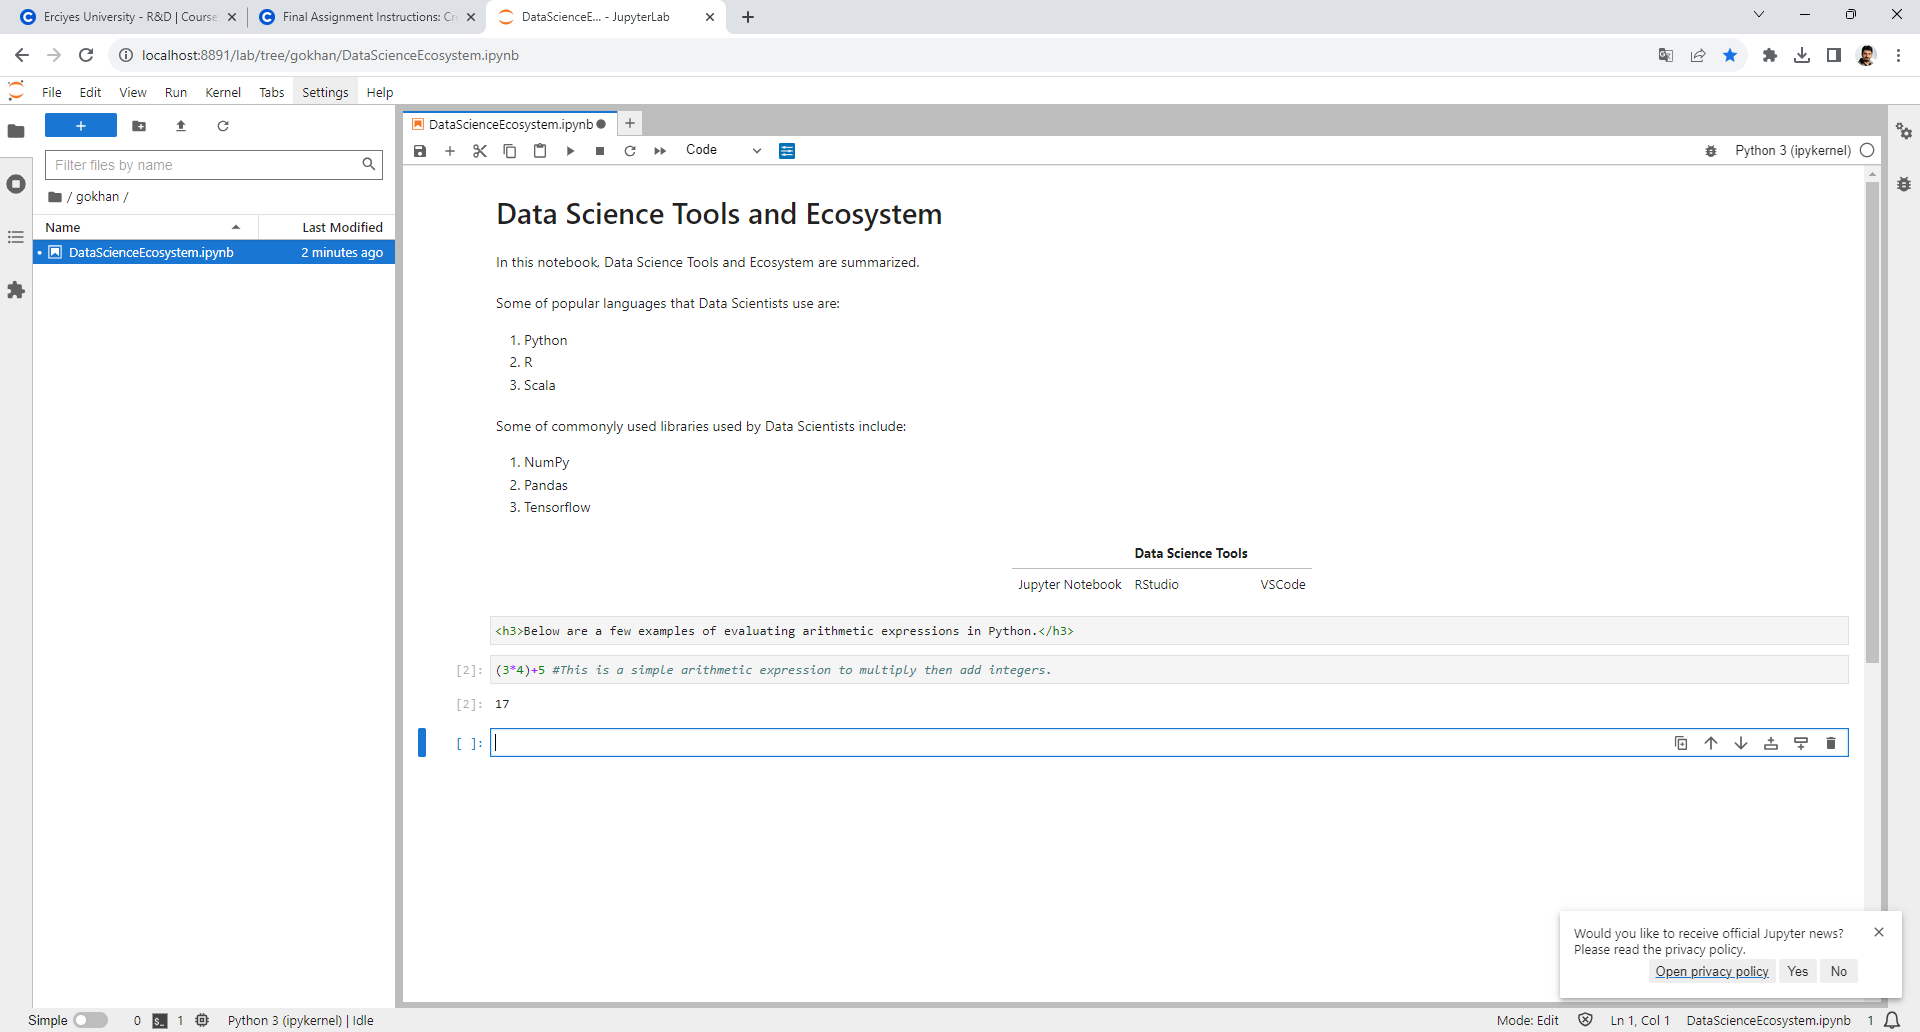 Erciyes University - R&D | Course
Final Assignment Instructions: Cr
DataScienceE... - JupyterLab
localhost:8891/lab/tree/gokhan/DataScienceEcosystem.ipynb
File Edit View Run Kernel Tabs Settings Help
DataScienceEcosystem.ipynb
Code
Python 3 (ipykernel)
Filter files by name
/ gokhan /
Name Last Modified
DataScienceEcosystem.ipynb 2 minutes ago
Data Science Tools and Ecosystem
In this notebook, Data Science Tools and Ecosystem are summarized.
Some of popular languages that Data Scientists use are:
1. Python
2. R
3. Scala
Some of commonyly used libraries used by Data Scientists include:
1. NumPy
2. Pandas
3. Tensorflow
Data Science Tools
Jupyter Notebook RStudio VSCode
<h3>Below are a few examples of evaluating arithmetic expressions in Python.</h3>
[2]: (3*4)+5 #This is a simple arithmetic expression to multiply then add integers.
[2]: 17
[ ]:
Would you like to receive official Jupyter news?
Please read the privacy policy.
Open privacy policy Yes No
Simple 0 $_ 1 Python 3 (ipykernel) | Idle
Mode: Edit Ln 1, Col 1 DataScienceEcosystem.ipynb 1